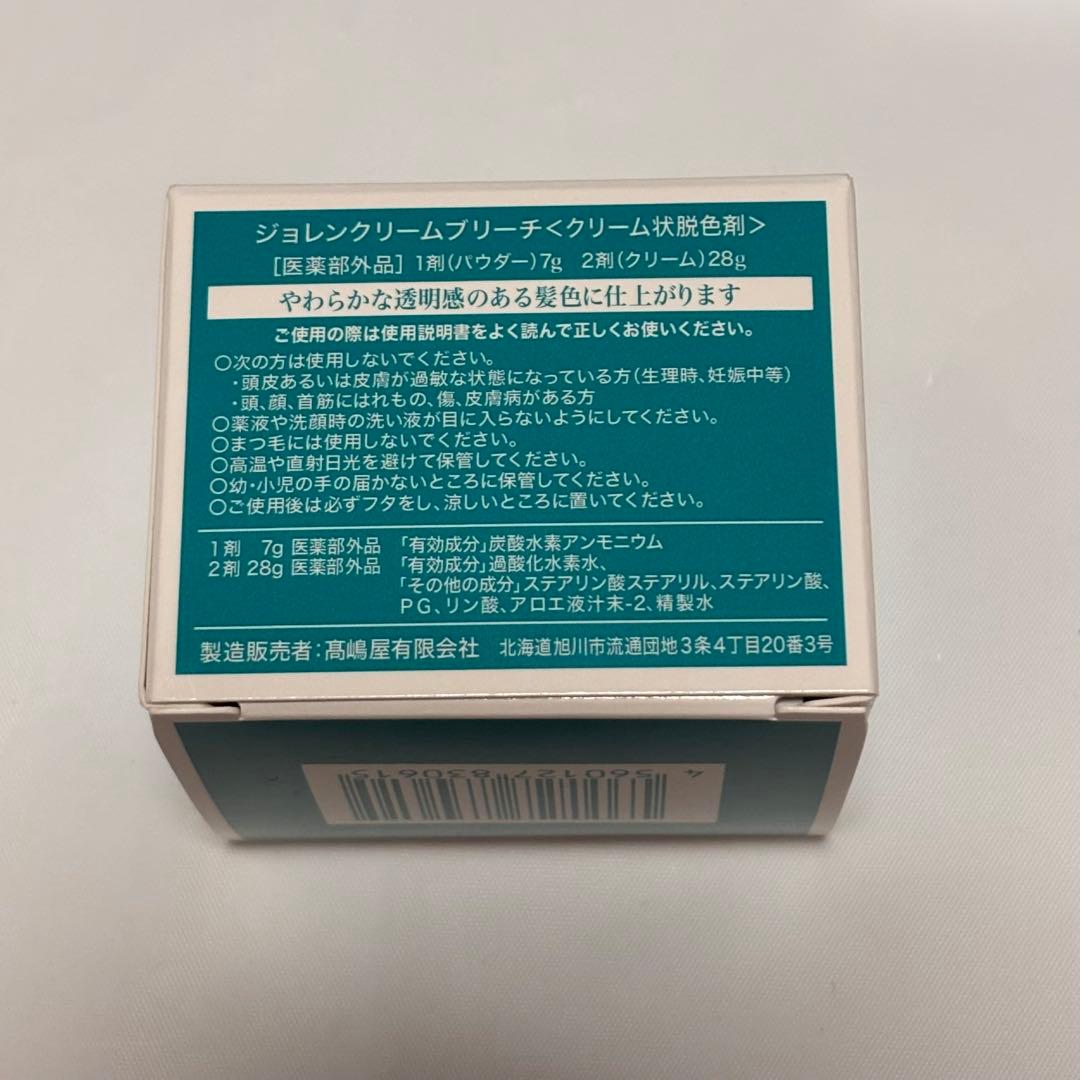 ジョレンクリームブリーチ<クリーム状脱色剤>
[医薬部外品] 1剤(パウダー)7g 2剤(クリーム)28g
やわらかな透明感のある髪色に仕上がります
ご使用の際は使用説明書をよく読んで正しくお使いください。
○次の方は使用しないでください。
・頭皮あるいは皮膚が過敏な状態になっている方(生理時、妊娠中等)
・頭、顔、首筋にはれもの、傷、皮膚病がある方
○薬液や洗顔時の洗い液が目に入らないようにしてください。
○まつ毛には使用しないでください。
○高温や直射日光を避けて保管してください。
○幼・小児の手の届かないところに保管してください。
○ご使用後は必ずフタをし、涼しいところに置いてください。
1剤 7g 医薬部外品 「有効成分」炭酸水素アンモニウム
2剤 28g 医薬部外品 「有効成分」過酸化水素水、
「その他の成分」ステアリン酸ステアリル、ステアリン酸、
PG、リン酸、アロエ液汁末-2、精製水
製造販売者:髙嶋屋有限会社 北海道旭川市流通団地3条4丁目20番3号
4 560127 830615